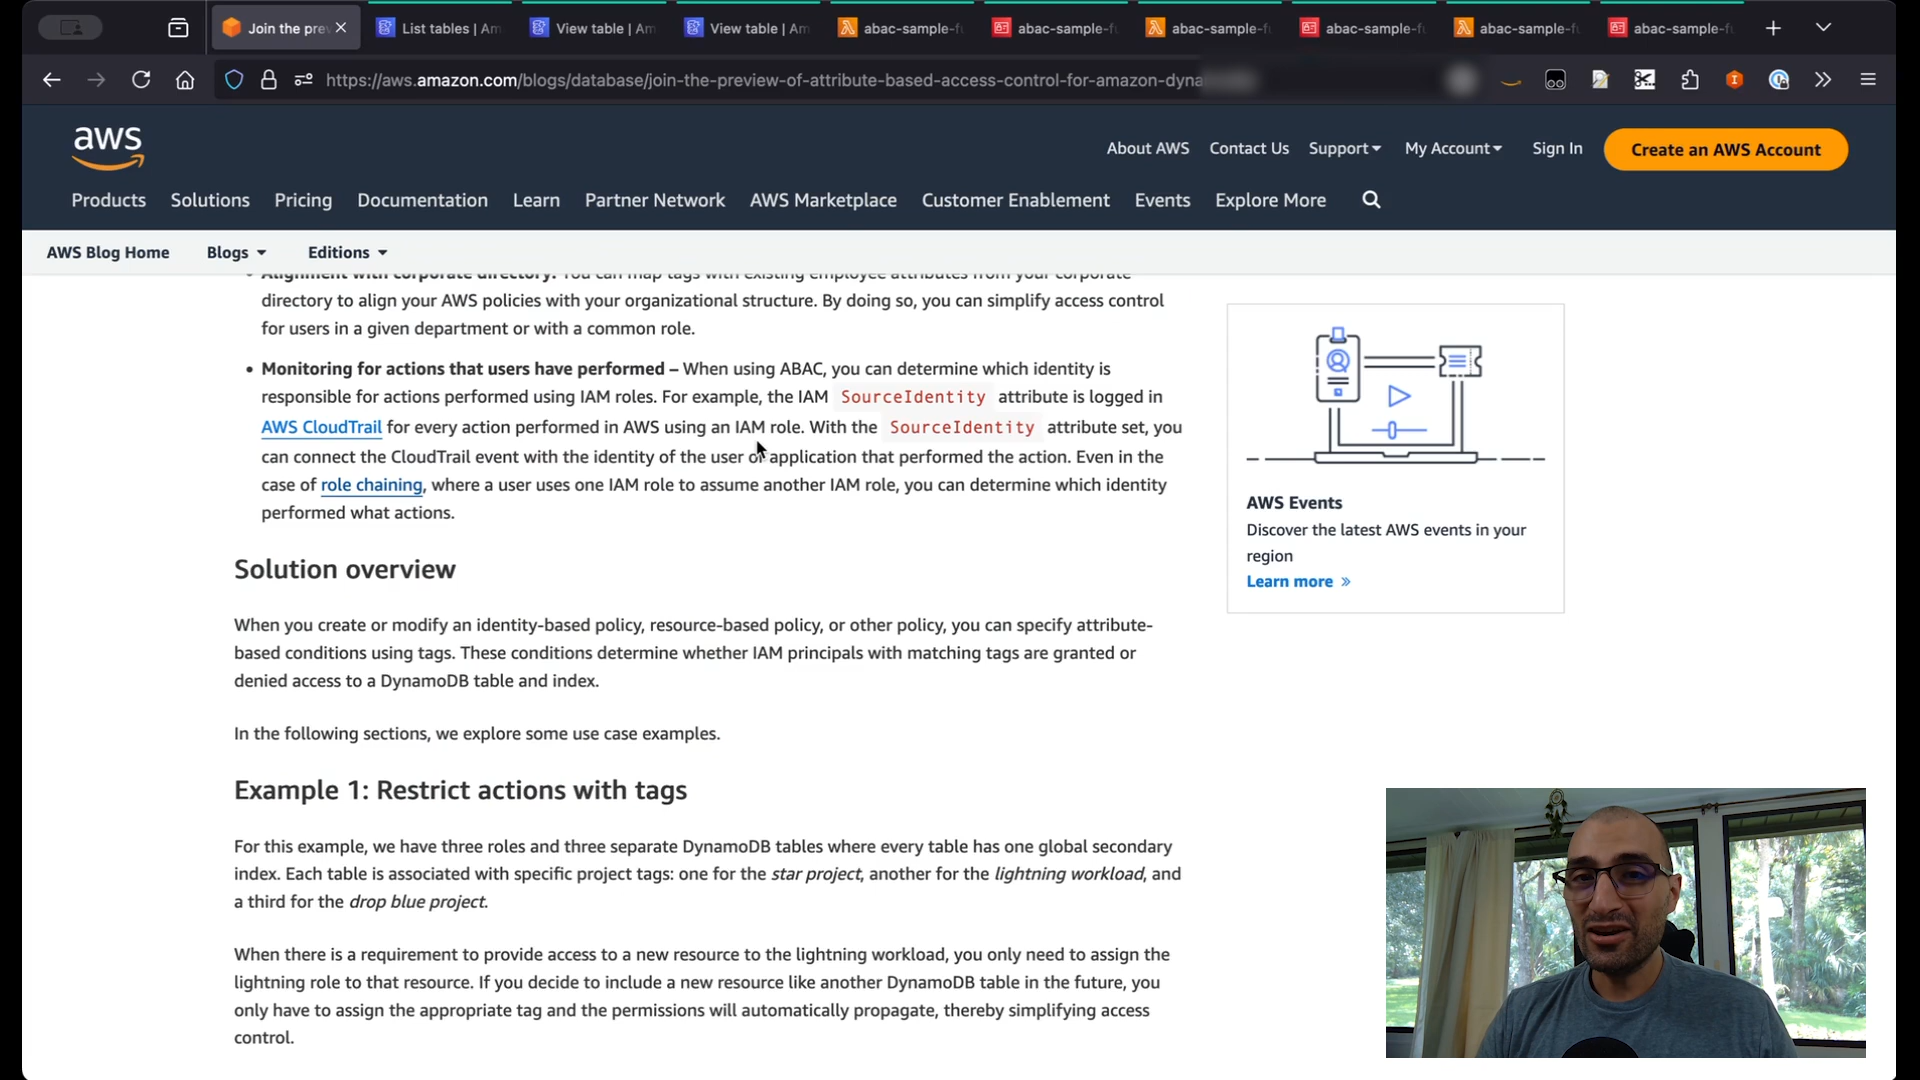 Join the pre
List tables | Am
View table | Am
View table | Am
abac-sample-f
abac-sample-fu
abac-sample-f
abac-sample-fu
abac-sample-f
abac-sample-fu
https://aws.amazon.com/blogs/database/join-the-preview-of-attribute-based-access-control-for-amazon-dyna
aws
About AWS
Contact Us
Support
My Account
Sign In
Create an AWS Account
Products
Solutions
Pricing
Documentation
Learn
Partner Network
AWS Marketplace
Customer Enablement
Events
Explore More
AWS Blog Home
Blogs
Editions
Alignment with corporate directory. You can map tags with existing employee attributes from your corporate
directory to align your AWS policies with your organizational structure. By doing so, you can simplify access control
for users in a given department or with a common role.
Monitoring for actions that users have performed – When using ABAC, you can determine which identity is
responsible for actions performed using IAM roles. For example, the IAM SourceIdentity attribute is logged in
AWS CloudTrail for every action performed in AWS using an IAM role. With the SourceIdentity attribute set, you
can connect the CloudTrail event with the identity of the user or application that performed the action. Even in the
case of role chaining, where a user uses one IAM role to assume another IAM role, you can determine which identity
performed what actions.
Solution overview
When you create or modify an identity-based policy, resource-based policy, or other policy, you can specify attribute-
based conditions using tags. These conditions determine whether IAM principals with matching tags are granted or
denied access to a DynamoDB table and index.
In the following sections, we explore some use case examples.
Example 1: Restrict actions with tags
For this example, we have three roles and three separate DynamoDB tables where every table has one global secondary
index. Each table is associated with specific project tags: one for the star project, another for the lightning workload, and
a third for the drop blue project.
When there is a requirement to provide access to a new resource to the lightning workload, you only need to assign the
lightning role to that resource. If you decide to include a new resource like another DynamoDB table in the future, you
only have to assign the appropriate tag and the permissions will automatically propagate, thereby simplifying access
control.
AWS Events
Discover the latest AWS events in your
region
Learn more »